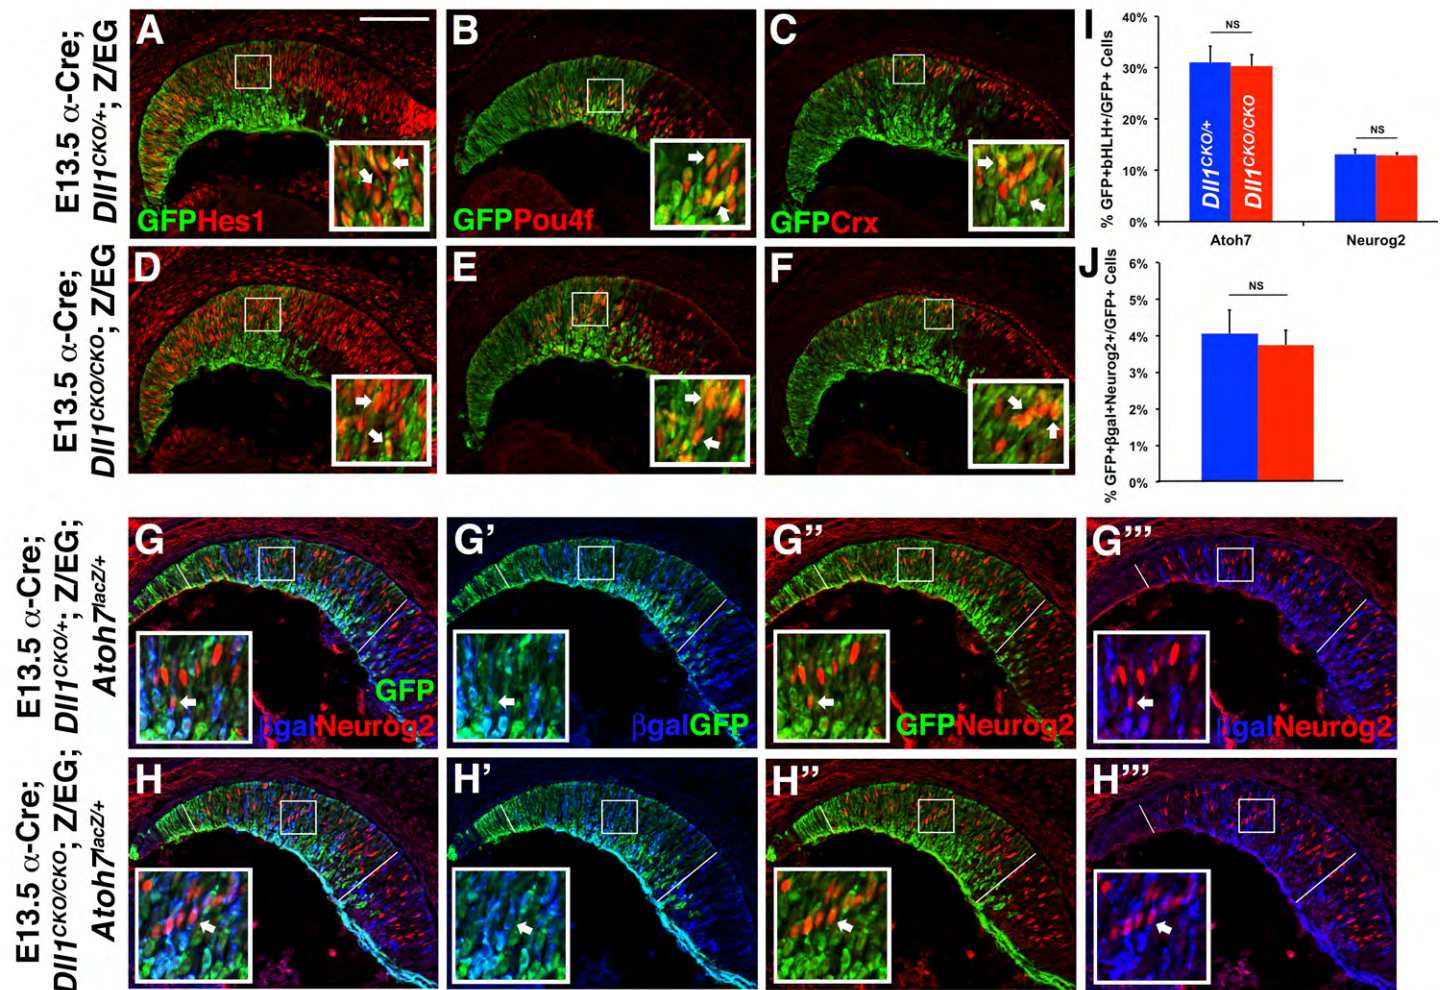 E13.5 α-Cre;
Dll1CKO/+; Z/EG
A
GFPHes1
B
GFPPou4f
C
GFPCrx
E13.5 α-Cre;
Dll1CKO/CKO; Z/EG
D
E
F
I
% GFP+bHLH+/GFP+ Cells
40%
30%
20%
10%
0%
NS
NS
Dll1CKO/+
Dll1CKO/CKO
Atoh7
Neurog2
J
% GFP+βgal+Neurog2+/GFP+ Cells
6%
5%
4%
3%
2%
1%
0%
NS
E13.5 α-Cre;
Dll1CKO/+; Z/EG;
Atoh7lacZ/+
G
GFP
βgalNeurog2
G’
βgalGFP
G’’
GFPNeurog2
G’’’
βgalNeurog2
E13.5 α-Cre;
Dll1CKO/CKO; Z/EG;
Atoh7lacZ/+
H
H’
H’’
H’’’